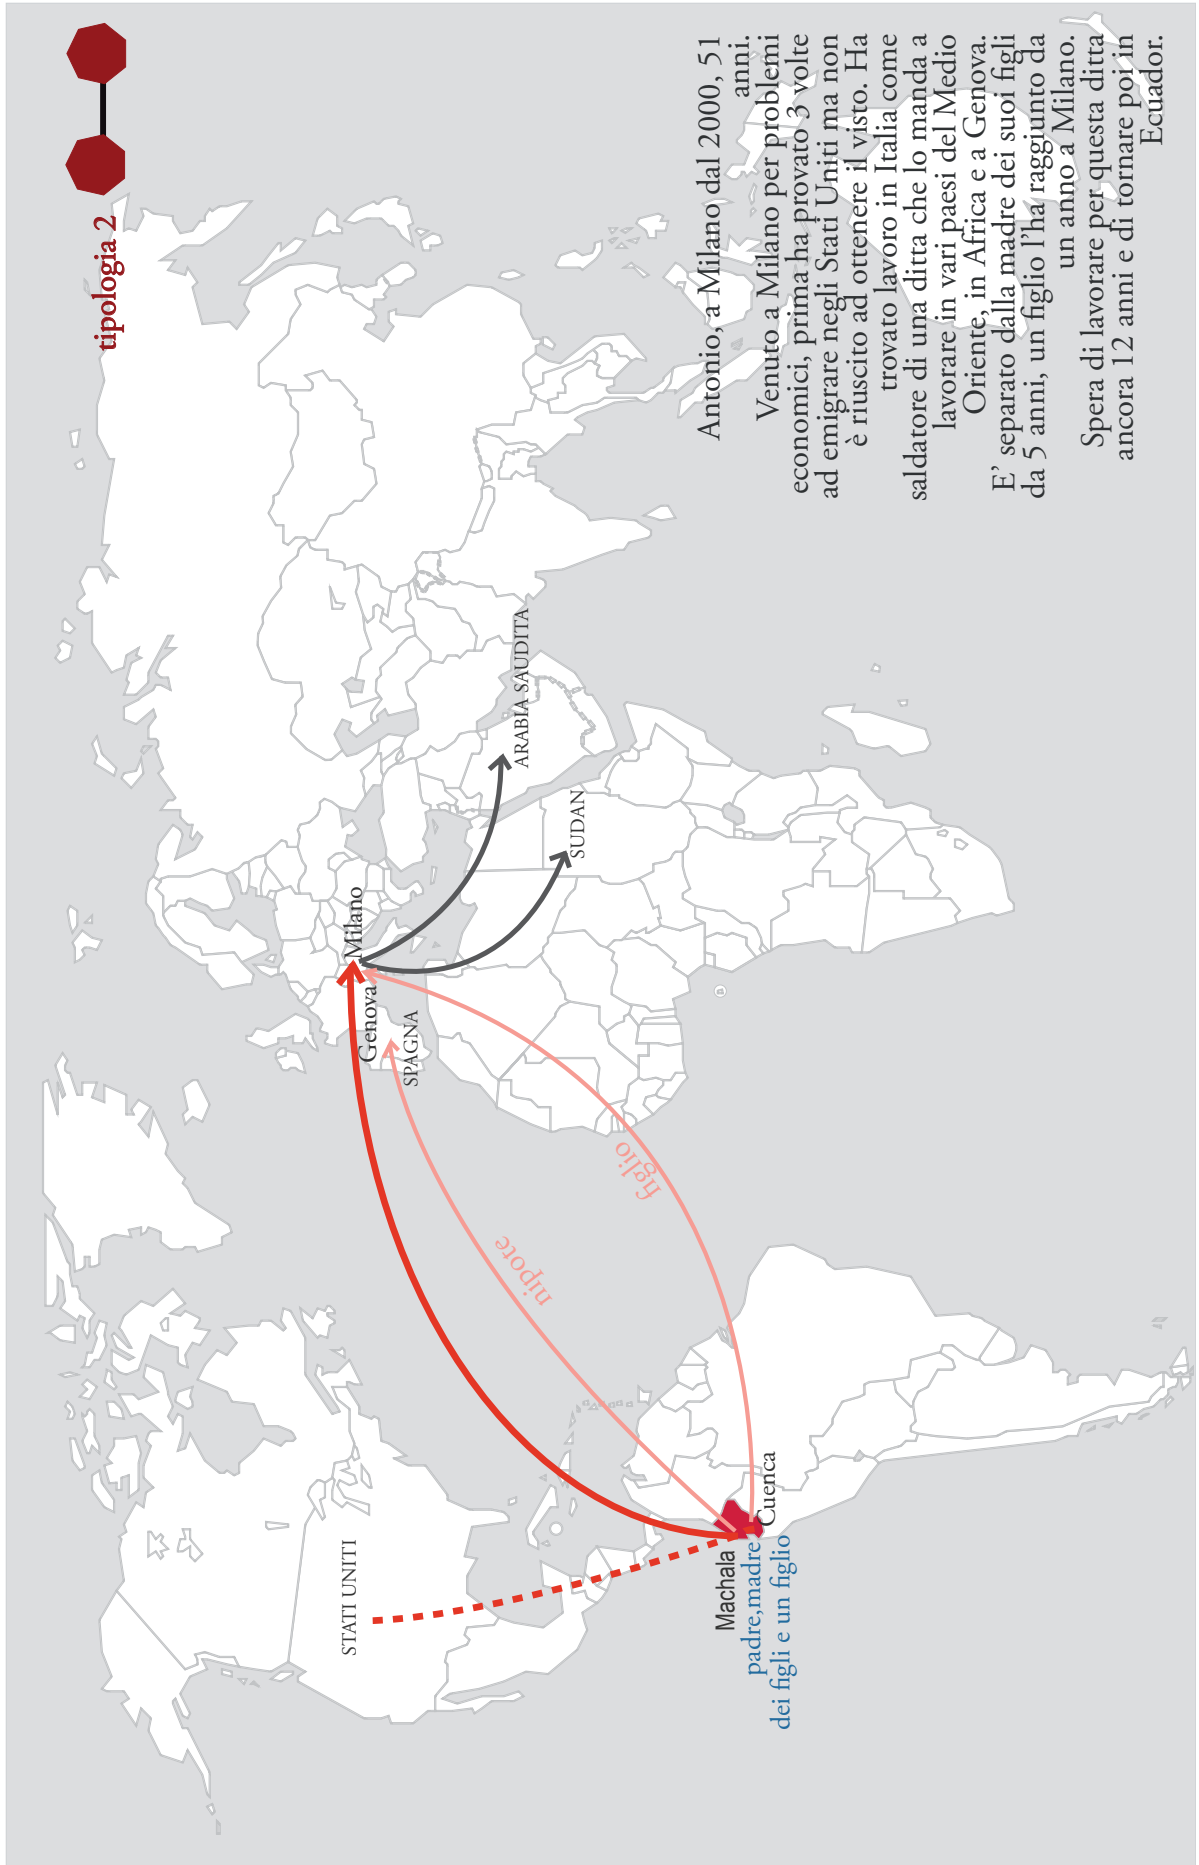 tipologia 2
Antonio, a Milano dal 2000, 51
anni.
Venuto a Milano per problemi
economici, prima ha provato 3 volte
ad emigrare negli Stati Uniti ma non
è riuscito ad ottenere il visto. Ha
trovato lavoro in Italia come
saldatore di una ditta che lo manda a
lavorare in vari paesi del Medio
Oriente, in Africa e a Genova.
E' separato dalla madre dei suoi figli
da 5 anni, un figlio l'ha raggiunto da
un anno a Milano.
Spera di lavorare per questa ditta
ancora 12 anni e di tornare poi in
Ecuador.
STATI UNITI
Milano
Genova
SPAGNA
ARABIA SAUDITA
SUDAN
nipote
figlio
Machala
padre,madre
dei figli e un figlio
Cuenca